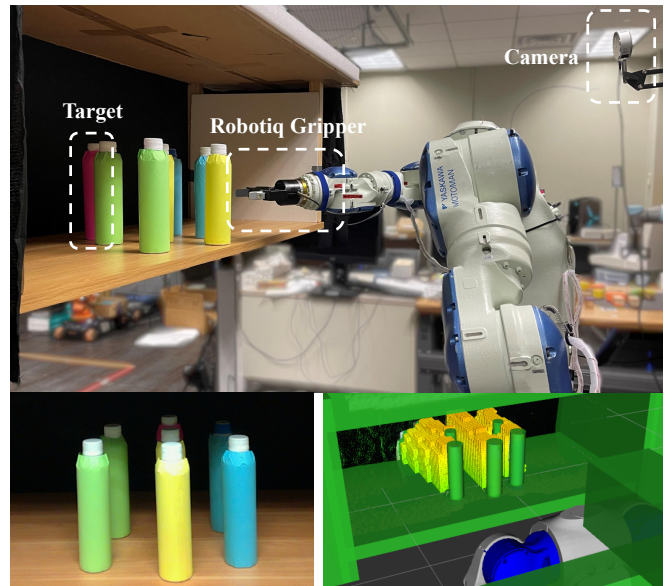 Camera
Target
Robotiq Gripper
YASKAWA
MOTOMAN